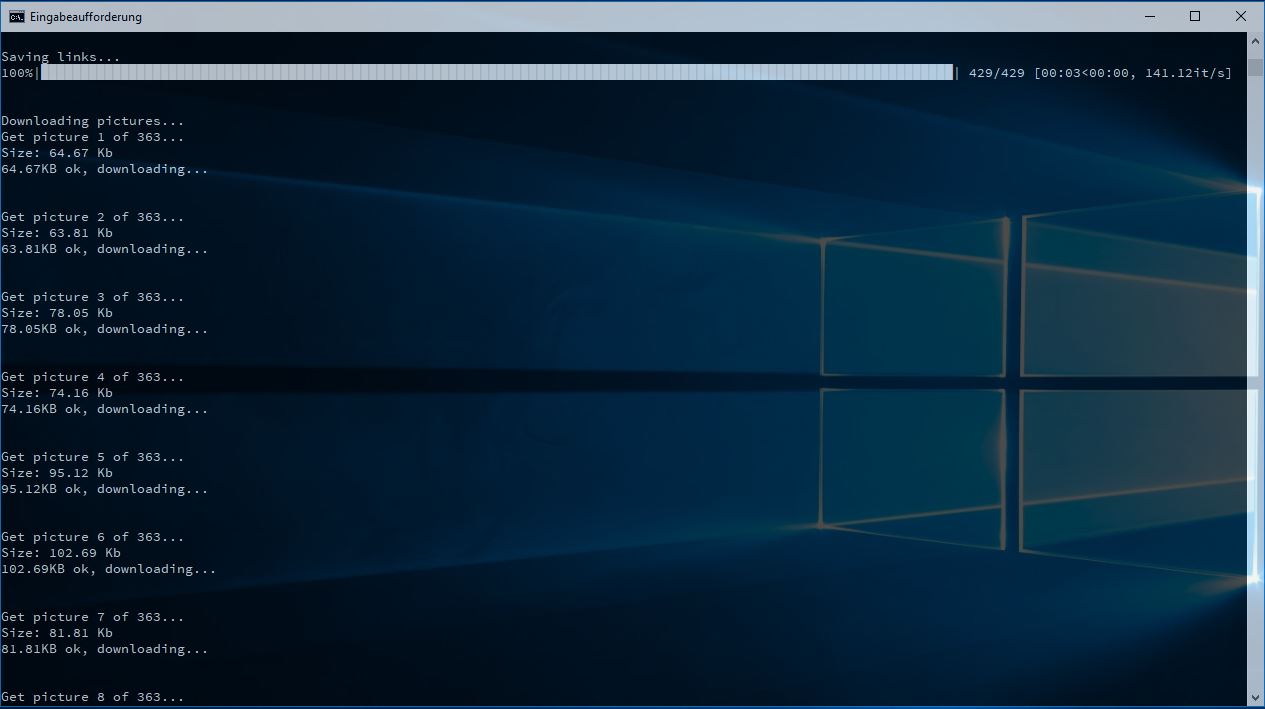 Eingabeaufforderung
Saving links...
100%| | 429/429 [00:03<00:00, 141.12it/s]
Downloading pictures...
Get picture 1 of 363...
Size: 64.67 Kb
64.67KB ok, downloading...
Get picture 2 of 363...
Size: 63.81 Kb
63.81KB ok, downloading...
Get picture 3 of 363...
Size: 78.05 Kb
78.05KB ok, downloading...
Get picture 4 of 363...
Size: 74.16 Kb
74.16KB ok, downloading...
Get picture 5 of 363...
Size: 95.12 Kb
95.12KB ok, downloading...
Get picture 6 of 363...
Size: 102.69 Kb
102.69KB ok, downloading...
Get picture 7 of 363...
Size: 81.81 Kb
81.81KB ok, downloading...
Get picture 8 of 363...